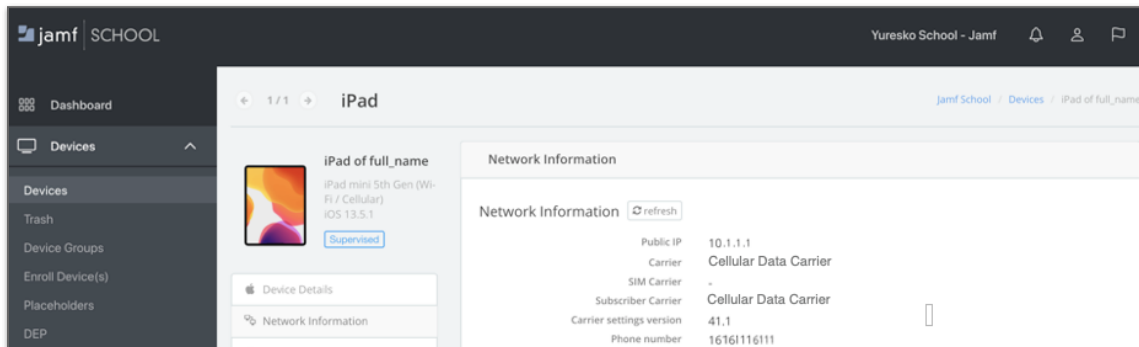 jamf SCHOOL
Yuresko School - Jamf
Dashboard
Devices
Devices
Trash
Device Groups
Enroll Device(s)
Placeholders
DEP
1/1
iPad
Jamf School / Devices / iPad of full_name
iPad of full_name
iPad mini 5th Gen (Wi-
Fi / Cellular)
iOS 13.5.1
Supervised
Device Details
Network Information
Network Information
Network Information refresh
Public IP 10.1.1.1
Carrier Cellular Data Carrier
SIM Carrier -
Subscriber Carrier Cellular Data Carrier
Carrier settings version 41.1
Phone number 16161116111